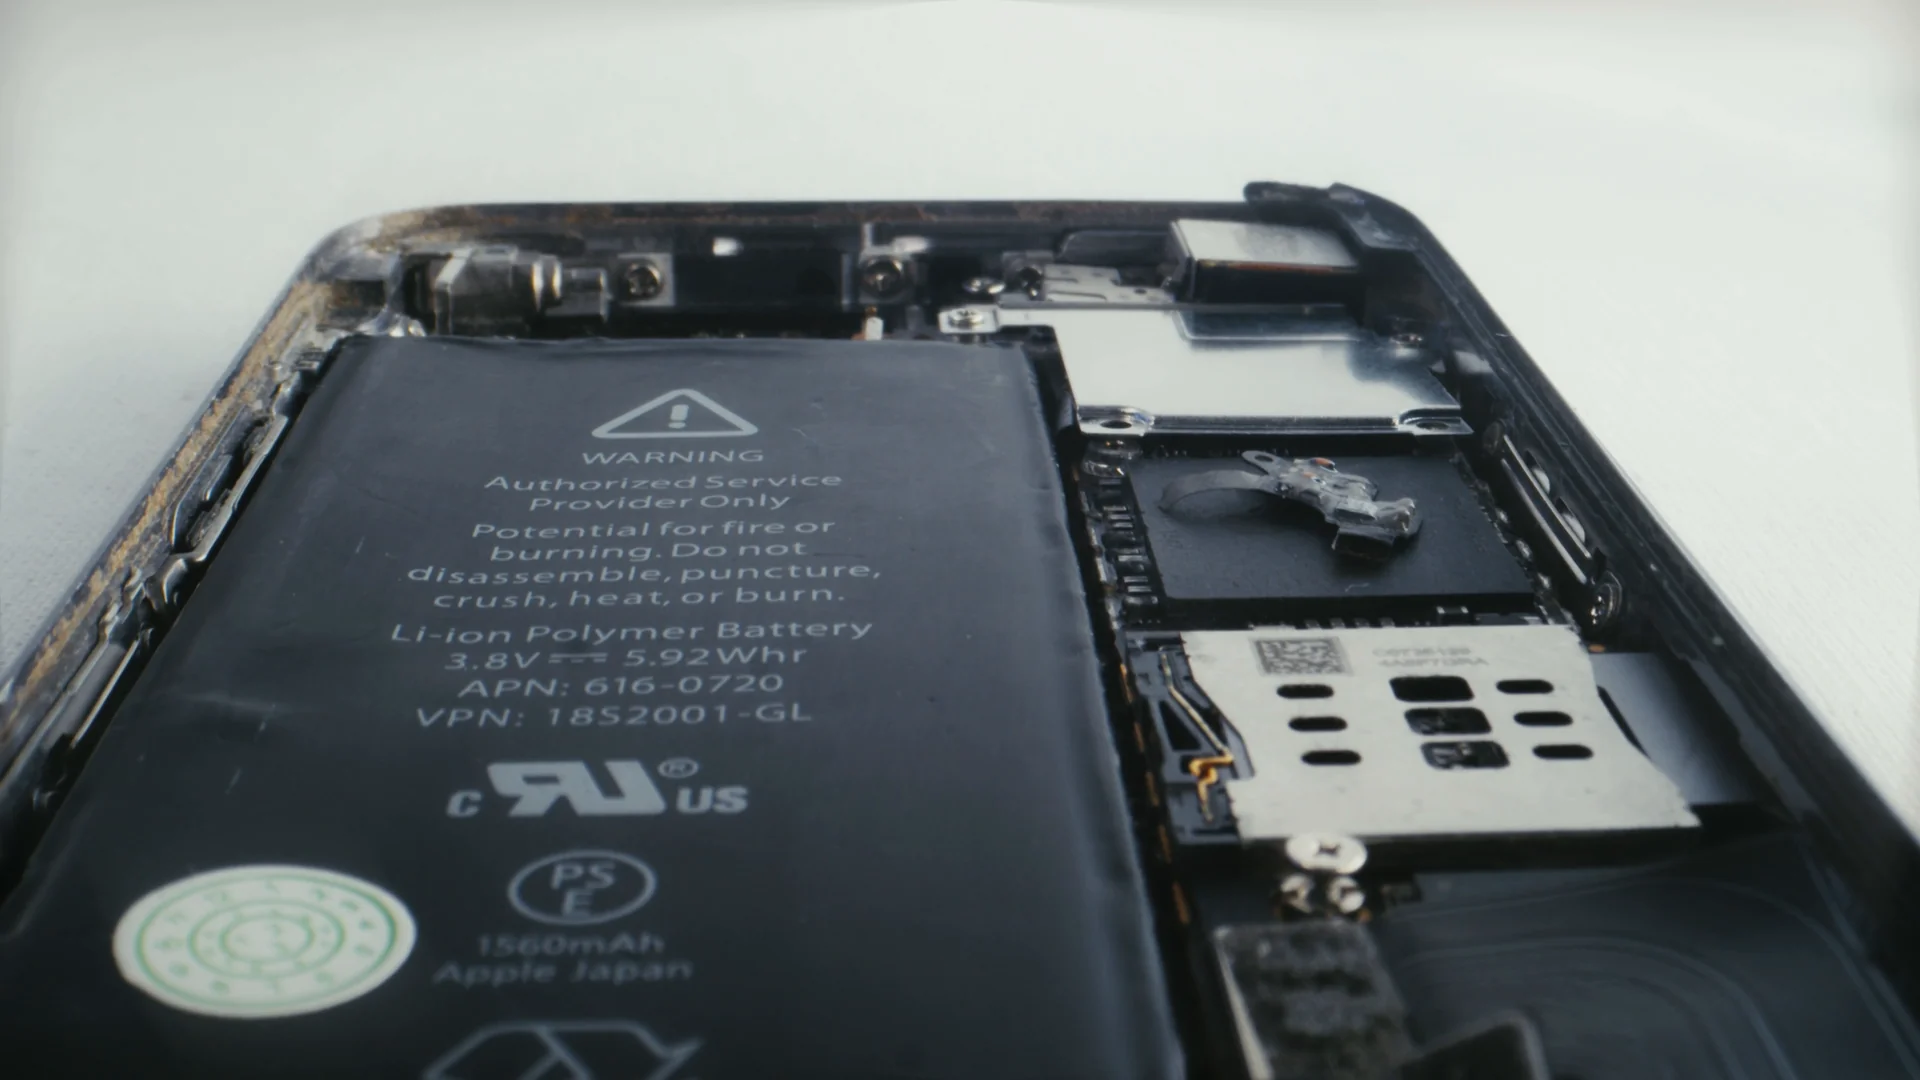 WARNING
Authorized Service
Provider Only
Potential for fire or
burning. Do not
disassemble, puncture,
crush, heat, or burn.
Li-ion Polymer Battery
3.8V⎓5.92Whr
APN: 616-0720
VPN: 18S2001-GL
c RU ® US
PS
E
1560mAh
Apple Japan